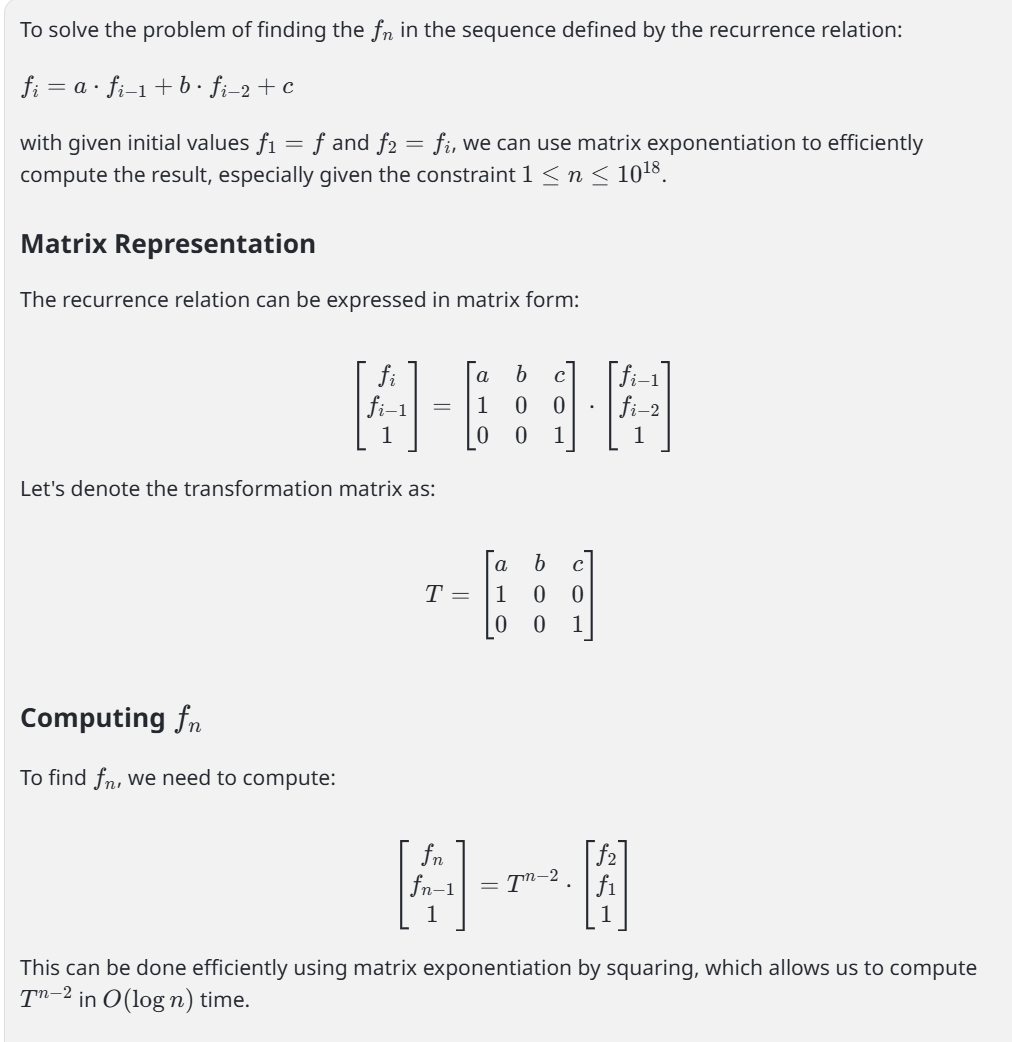 To solve the problem of finding the $f_n$ in the sequence defined by the recurrence relation:
$f_i = a \cdot f_{i-1} + b \cdot f_{i-2} + c$
with given initial values $f_1 = f$ and $f_2 = f_i$, we can use matrix exponentiation to efficiently
compute the result, especially given the constraint $1 \leq n \leq 10^{18}$.
Matrix Representation
The recurrence relation can be expressed in matrix form:
$\begin{bmatrix} f_i \\ f_{i-1} \\ 1 \end{bmatrix} = \begin{bmatrix} a & b & c \\ 1 & 0 & 0 \\ 0 & 0 & 1 \end{bmatrix} \cdot \begin{bmatrix} f_{i-1} \\ f_{i-2} \\ 1 \end{bmatrix}$
Let's denote the transformation matrix as:
$T = \begin{bmatrix} a & b & c \\ 1 & 0 & 0 \\ 0 & 0 & 1 \end{bmatrix}$
Computing $f_n$
To find $f_n$, we need to compute:
$\begin{bmatrix} f_n \\ f_{n-1} \\ 1 \end{bmatrix} = T^{n-2} \cdot \begin{bmatrix} f_2 \\ f_1 \\ 1 \end{bmatrix}$
This can be done efficiently using matrix exponentiation by squaring, which allows us to compute
$T^{n-2}$ in $O(\log n)$ time.